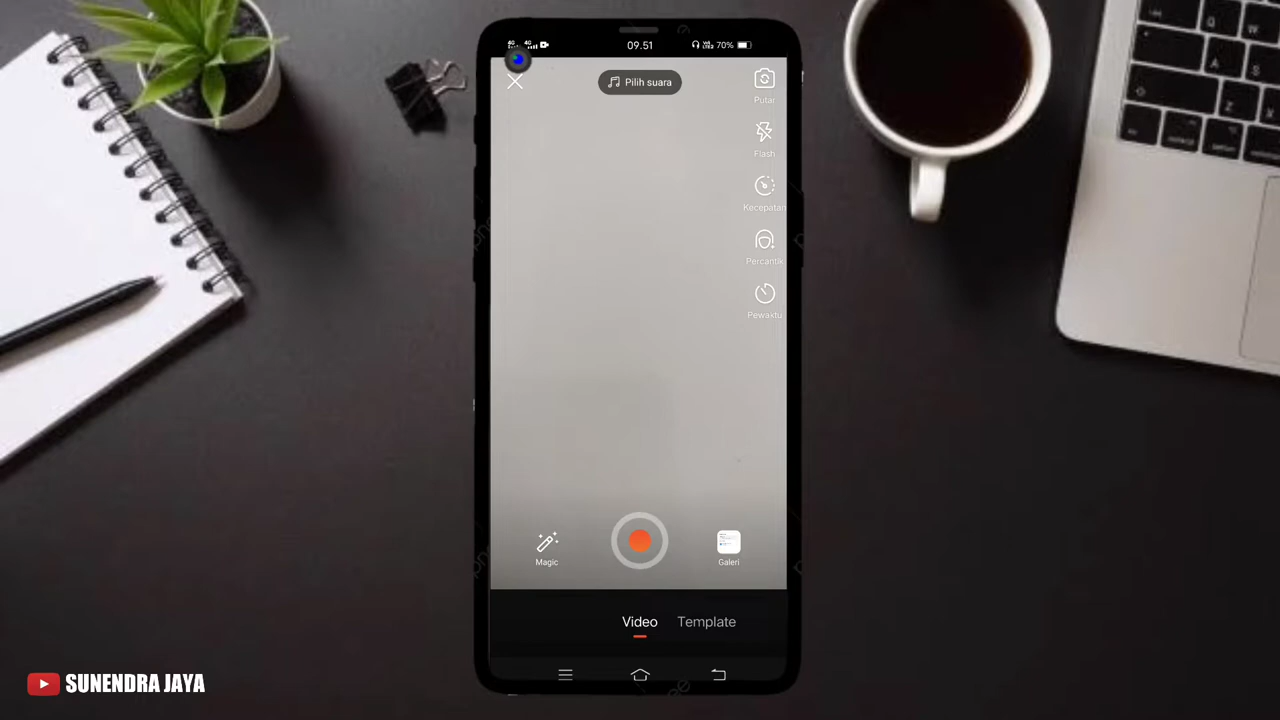 09.51
70%
Pilih suara
Putar
Flash
Kecepatan
Percantik
Pewaktu
Magic
Galeri
Video
Template
SUNENDRA JAYA